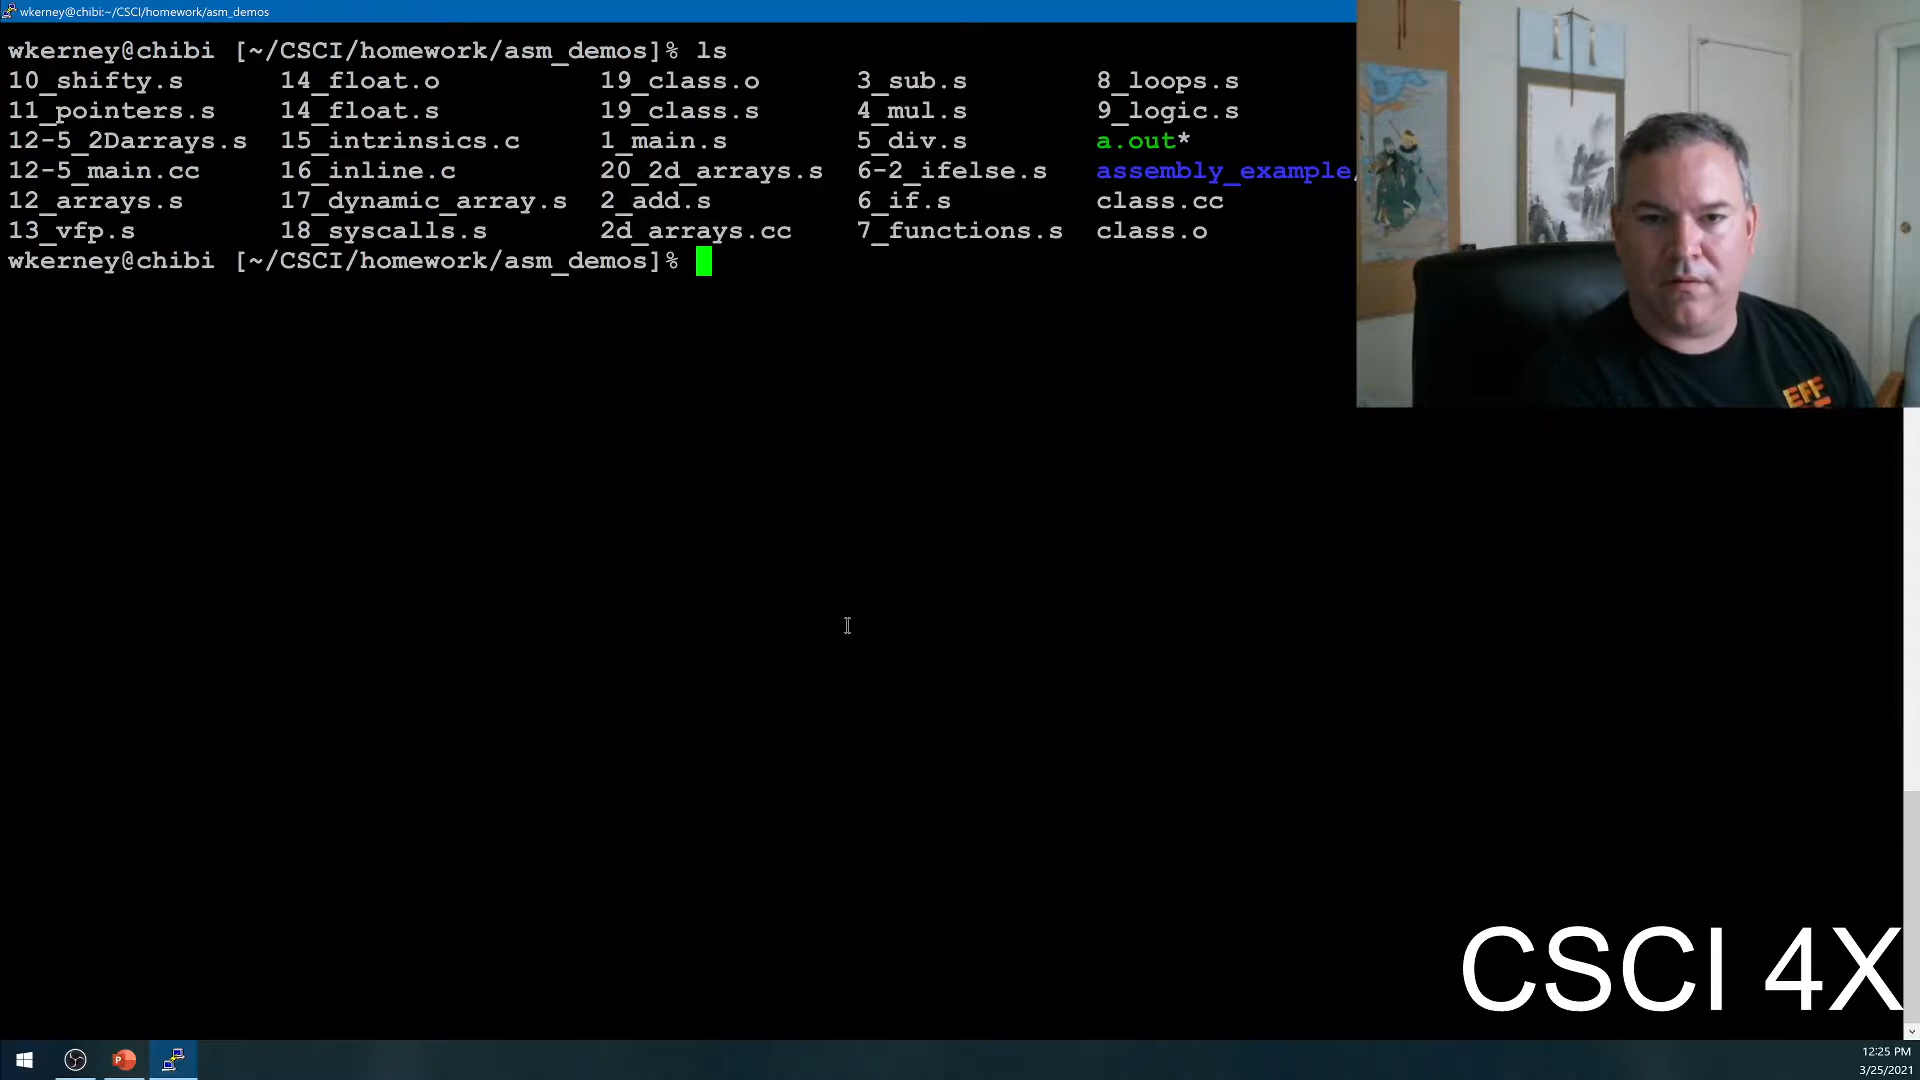 wkerney@chibi:~/CSCI/homework/asm_demos
wkerney@chibi [~/CSCI/homework/asm_demos]% ls
10_shifty.s 14_float.o 19_class.o 3_sub.s 8_loops.s
11_pointers.s 14_float.s 19_class.s 4_mul.s 9_logic.s
12-5_2Darrays.s 15_intrinsics.c 1_main.s 5_div.s a.out*
12-5_main.cc 16_inline.c 20_2d_arrays.s 6-2_ifelse.s assembly_example/
12_arrays.s 17_dynamic_array.s 2_add.s 6_if.s class.cc
13_vfp.s 18_syscalls.s 2d_arrays.cc 7_functions.s class.o
wkerney@chibi [~/CSCI/homework/asm_demos]%
EFF
CSCI 4X
12:25 PM
3/25/2021